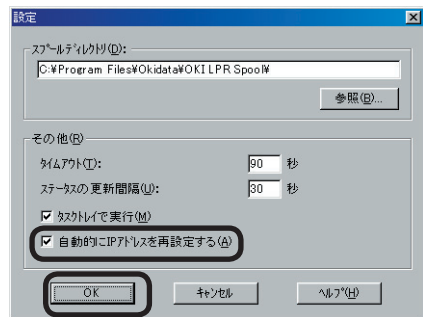 設定
スプールディレクトリ(D):
C:¥Program Files¥Okidata¥OKI LPR Spool¥
参照(B)...
その他(R)
タイムアウト(T): 90 秒
ステータスの更新間隔(U): 30 秒
タスクトレイで実行(M)
自動的にIPアドレスを再設定する(A)
OK キャンセル ヘルプ(H)